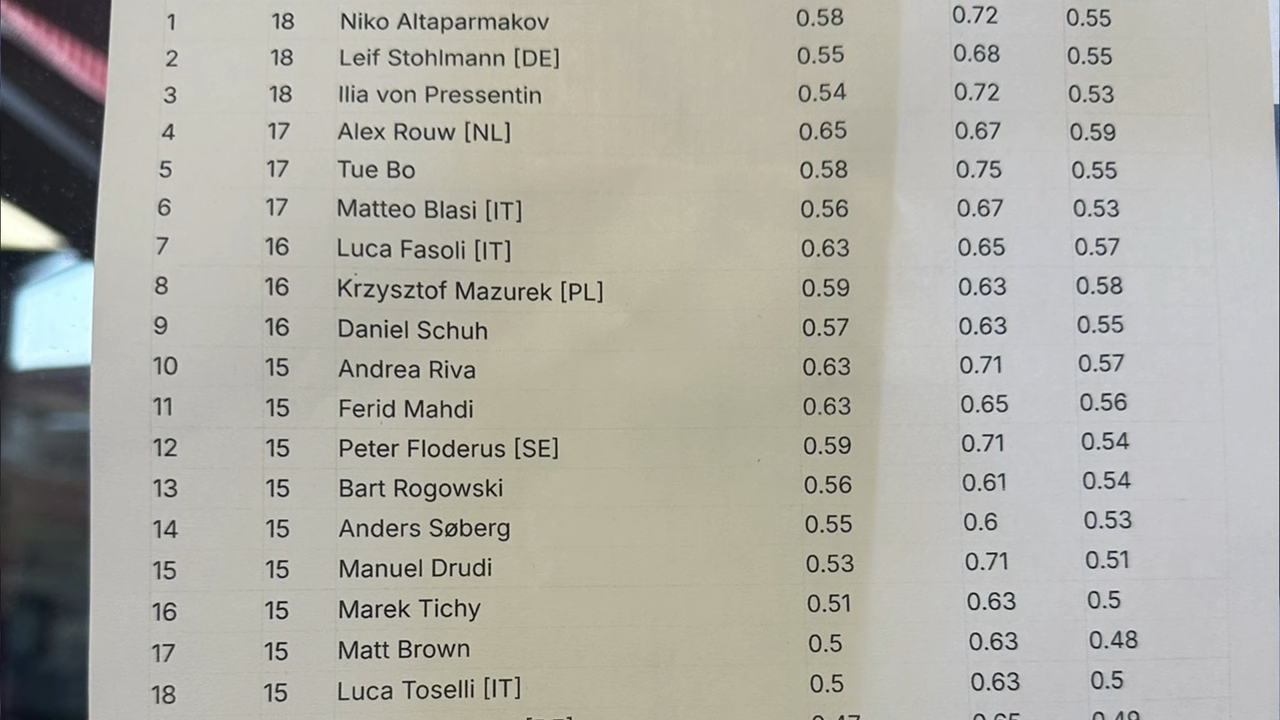 1 18 Niko Altaparmakov 0.58 0.72 0.55
2 18 Leif Stohlmann [DE] 0.55 0.68 0.55
3 18 Ilia von Pressentin 0.54 0.72 0.53
4 17 Alex Rouw [NL] 0.65 0.67 0.59
5 17 Tue Bo 0.58 0.75 0.55
6 17 Matteo Blasi [IT] 0.56 0.67 0.53
7 16 Luca Fasoli [IT] 0.63 0.65 0.57
8 16 Krzysztof Mazurek [PL] 0.59 0.63 0.58
9 16 Daniel Schuh 0.57 0.63 0.55
10 15 Andrea Riva 0.63 0.71 0.57
11 15 Ferid Mahdi 0.63 0.65 0.56
12 15 Peter Floderus [SE] 0.59 0.71 0.54
13 15 Bart Rogowski 0.56 0.61 0.54
14 15 Anders Søberg 0.55 0.6 0.53
15 15 Manuel Drudi 0.53 0.71 0.51
16 15 Marek Tichy 0.51 0.63 0.5
17 15 Matt Brown 0.5 0.63 0.48
18 15 Luca Toselli [IT] 0.5 0.63 0.5